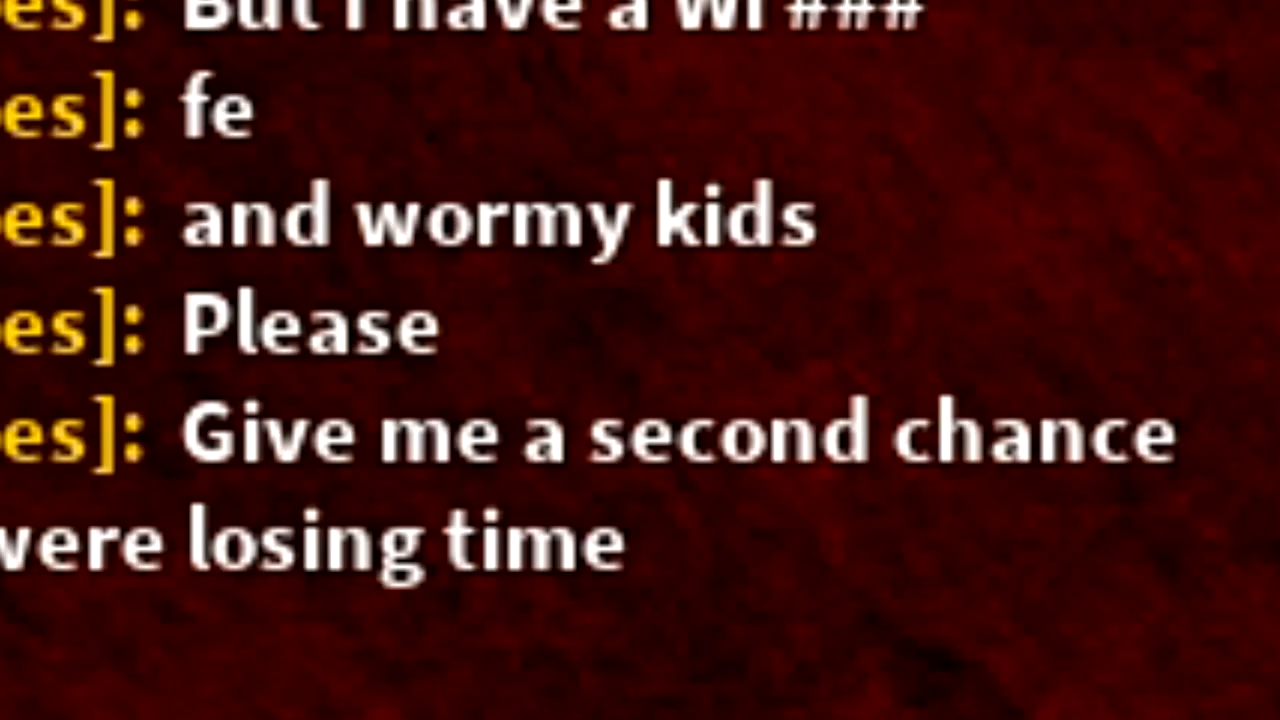 es]: But I have a wi###
es]: fe
es]: and wormy kids
es]: Please
es]: Give me a second chance
were losing time